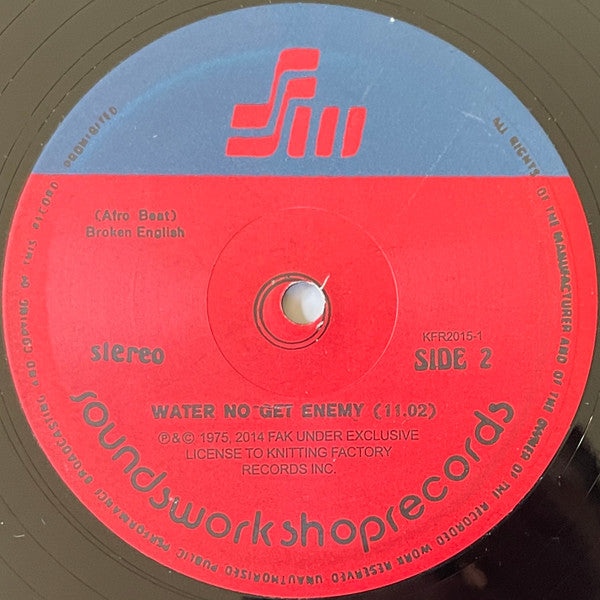 ALL RIGHTS OF THE MANUFACTURER AND OF THE OWNER OF THE RECORDED WORK RESERVED UNAUTHORISED PUBLIC PERFORMANCE BROADCASTING AND COPYING OF THIS RECORD PROHIBITED
(Afro Beat)
Broken English
stereo
KFR2015-1
SIDE 2
WATER NO GET ENEMY (11.02)
℗&©, 1975, 2014 FAK UNDER EXCLUSIVE
LICENSE TO KNITTING FACTORY
RECORDS INC.
soundsworkshoprecords